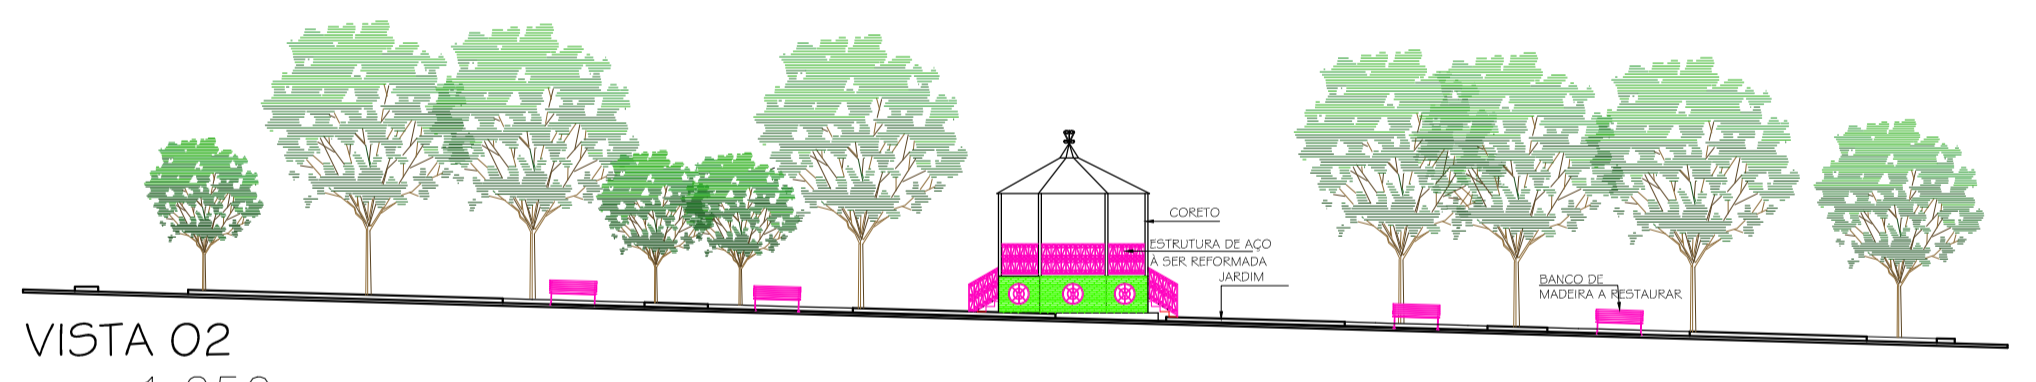 CORETO
ESTRUTURA DE AÇO
À SER REFORMADA
JARDIM
BANCO DE
MADEIRA A RESTAURAR
VISTA 02